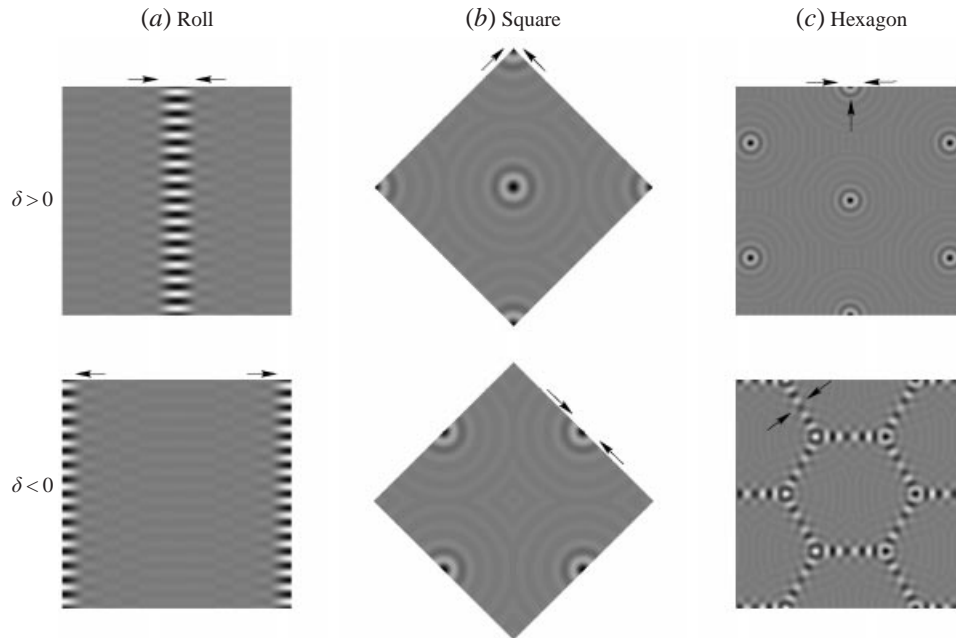 (a) Roll
(b) Square
(c) Hexagon
δ > 0
δ < 0